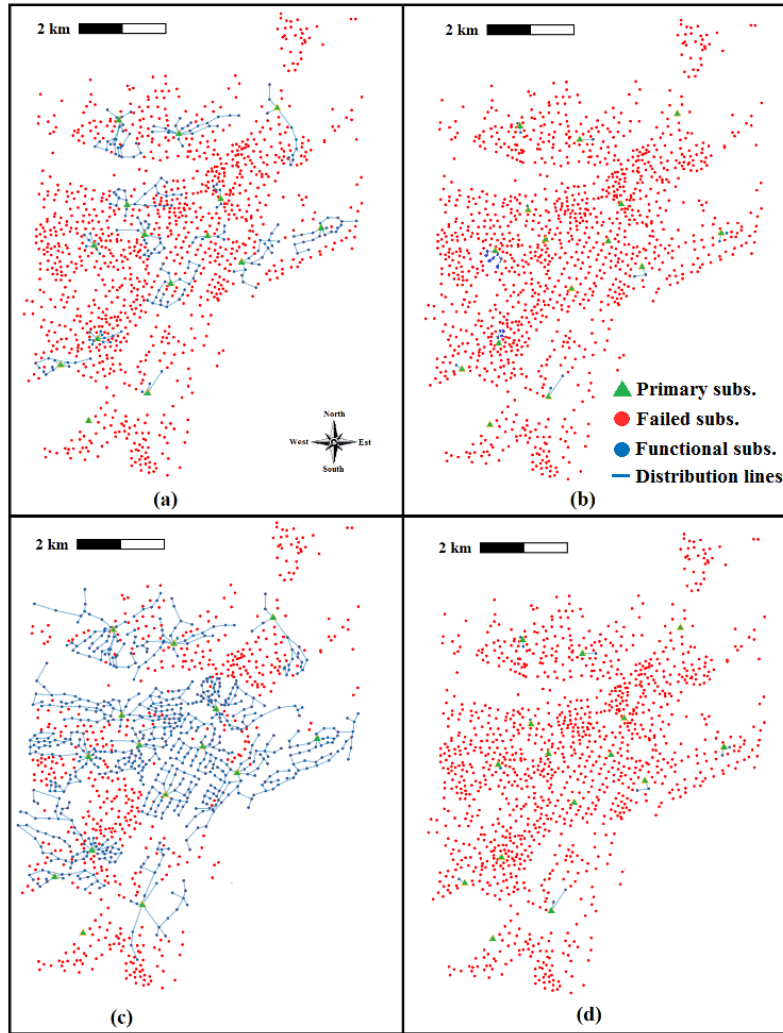 2 km
2 km
North
West
Est
South
(a)
Primary subs.
Failed subs.
Functional subs.
Distribution lines
(b)
2 km
2 km
(c)
(d)